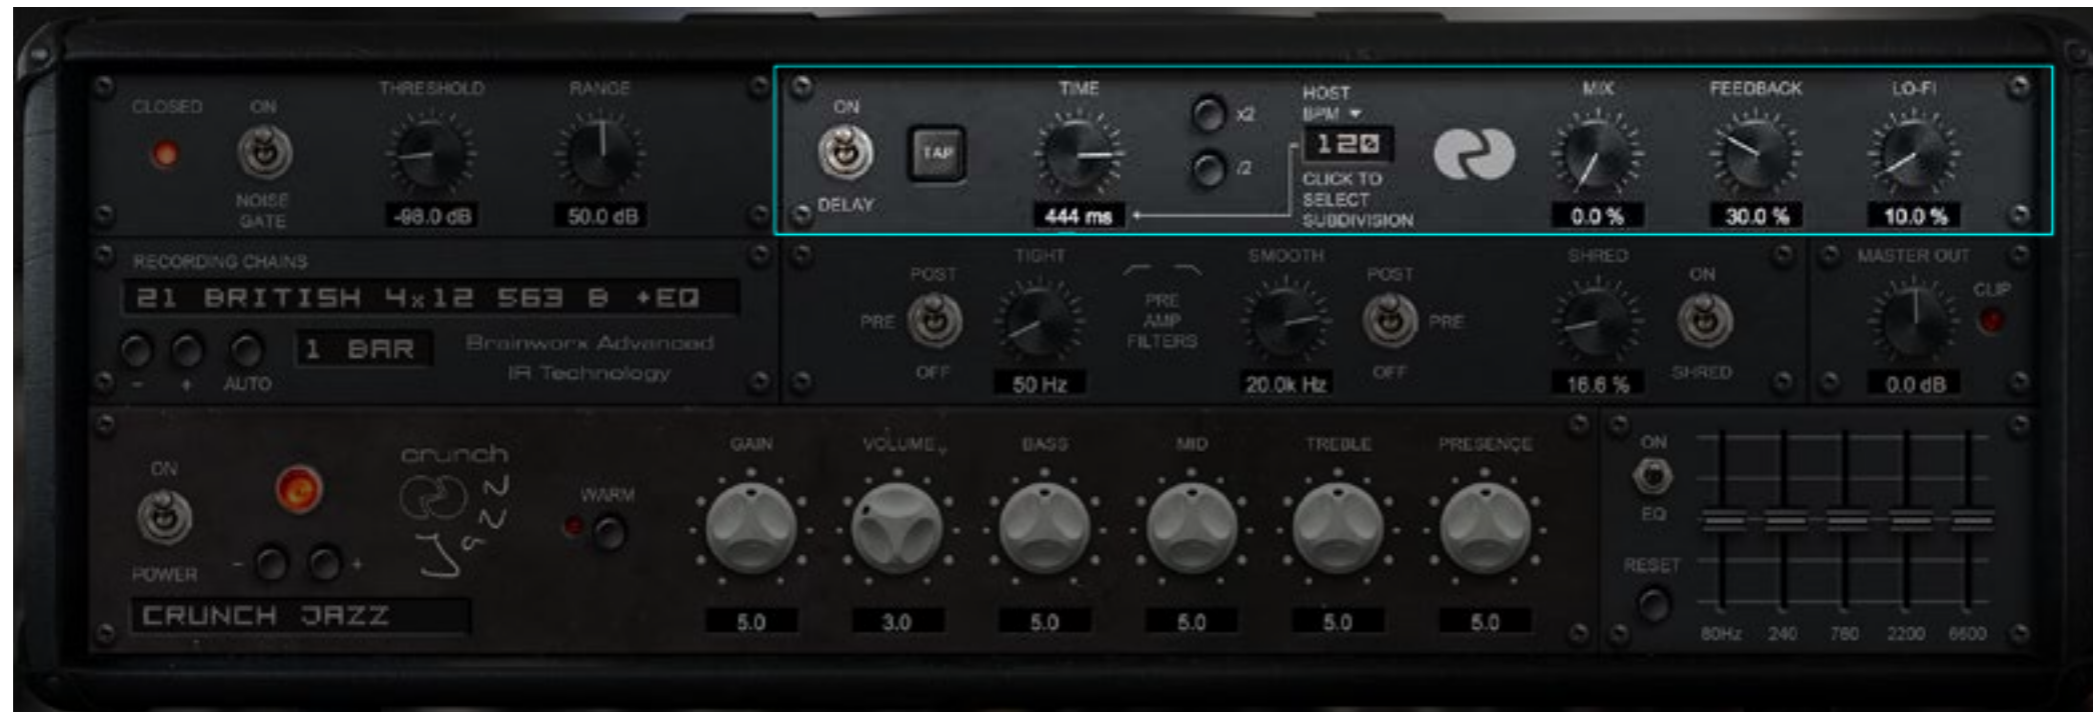 CLOSED
ON
NOISE
GATE
THRESHOLD
-98.0 dB
RANGE
50.0 dB
ON
DELAY
TAP
TIME
444 ms
x2
/2
HOST
BPM
120
CLICK TO
SELECT
SUBDIVISION
MIX
0.0 %
FEEDBACK
30.0 %
LO-FI
10.0 %
RECORDING CHAINS
21 BRITISH 4x12 563 B +EQ
- + AUTO
1 BAR
Brainworx Advanced
IR Technology
POST
PRE
OFF
TIGHT
50 Hz
PRE
AMP
FILTERS
SMOOTH
20.0k Hz
POST
PRE
OFF
SHRED
16.6 %
ON
SHRED
MASTER OUT
0.0 dB
CLIP
ON
POWER
- +
CRUNCH JAZZ
crunch
Jazz
WARM
GAIN
5.0
VOLUME
3.0
BASS
5.0
MID
5.0
TREBLE
5.0
PRESENCE
5.0
ON
EQ
RESET
80Hz 240 760 2200 6600